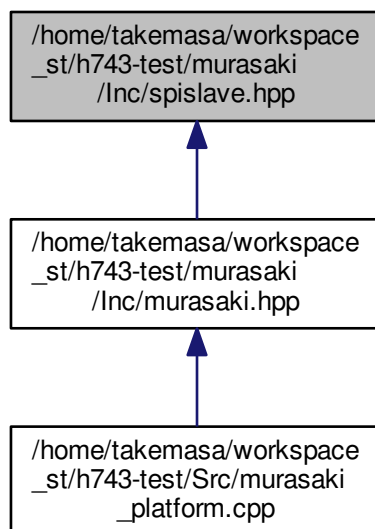 /home/takemasa/workspace
_st/h743-test/murasaki
/Inc/spislave.hpp
/home/takemasa/workspace
_st/h743-test/murasaki
/Inc/murasaki.hpp
/home/takemasa/workspace
_st/h743-test/Src/murasaki
_platform.cpp